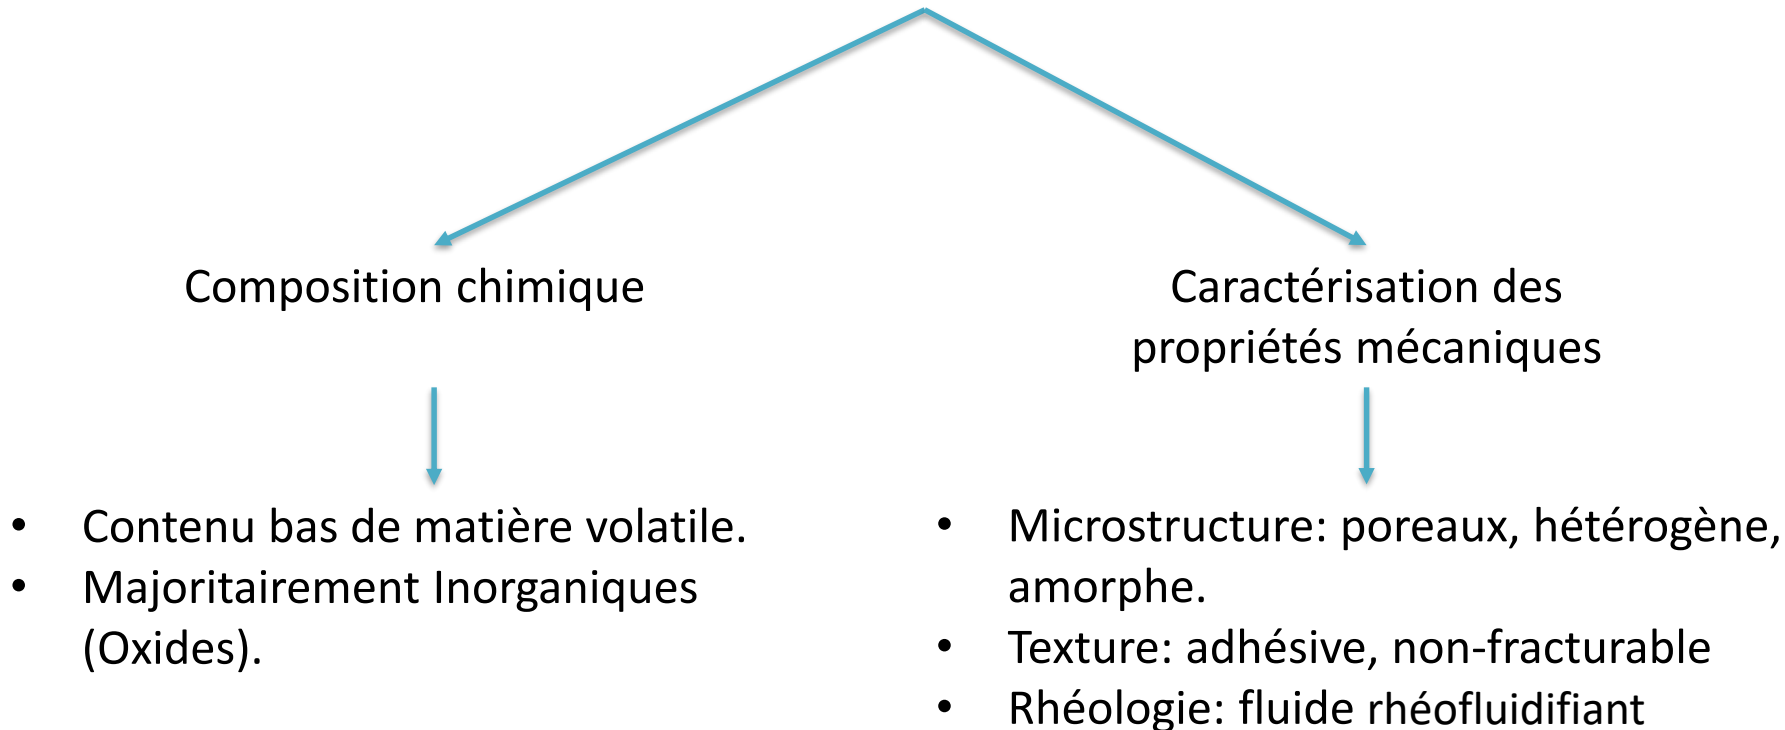 Composition chimique
Caractérisation des
propriétés mécaniques
• Contenu bas de matière volatile.
• Majoritairement Inorganiques
(Oxides).
• Microstructure: poreaux, hétérogène,
amorphe.
• Texture: adhésive, non-fracturable
• Rhéologie: fluide rhéofluidifiant